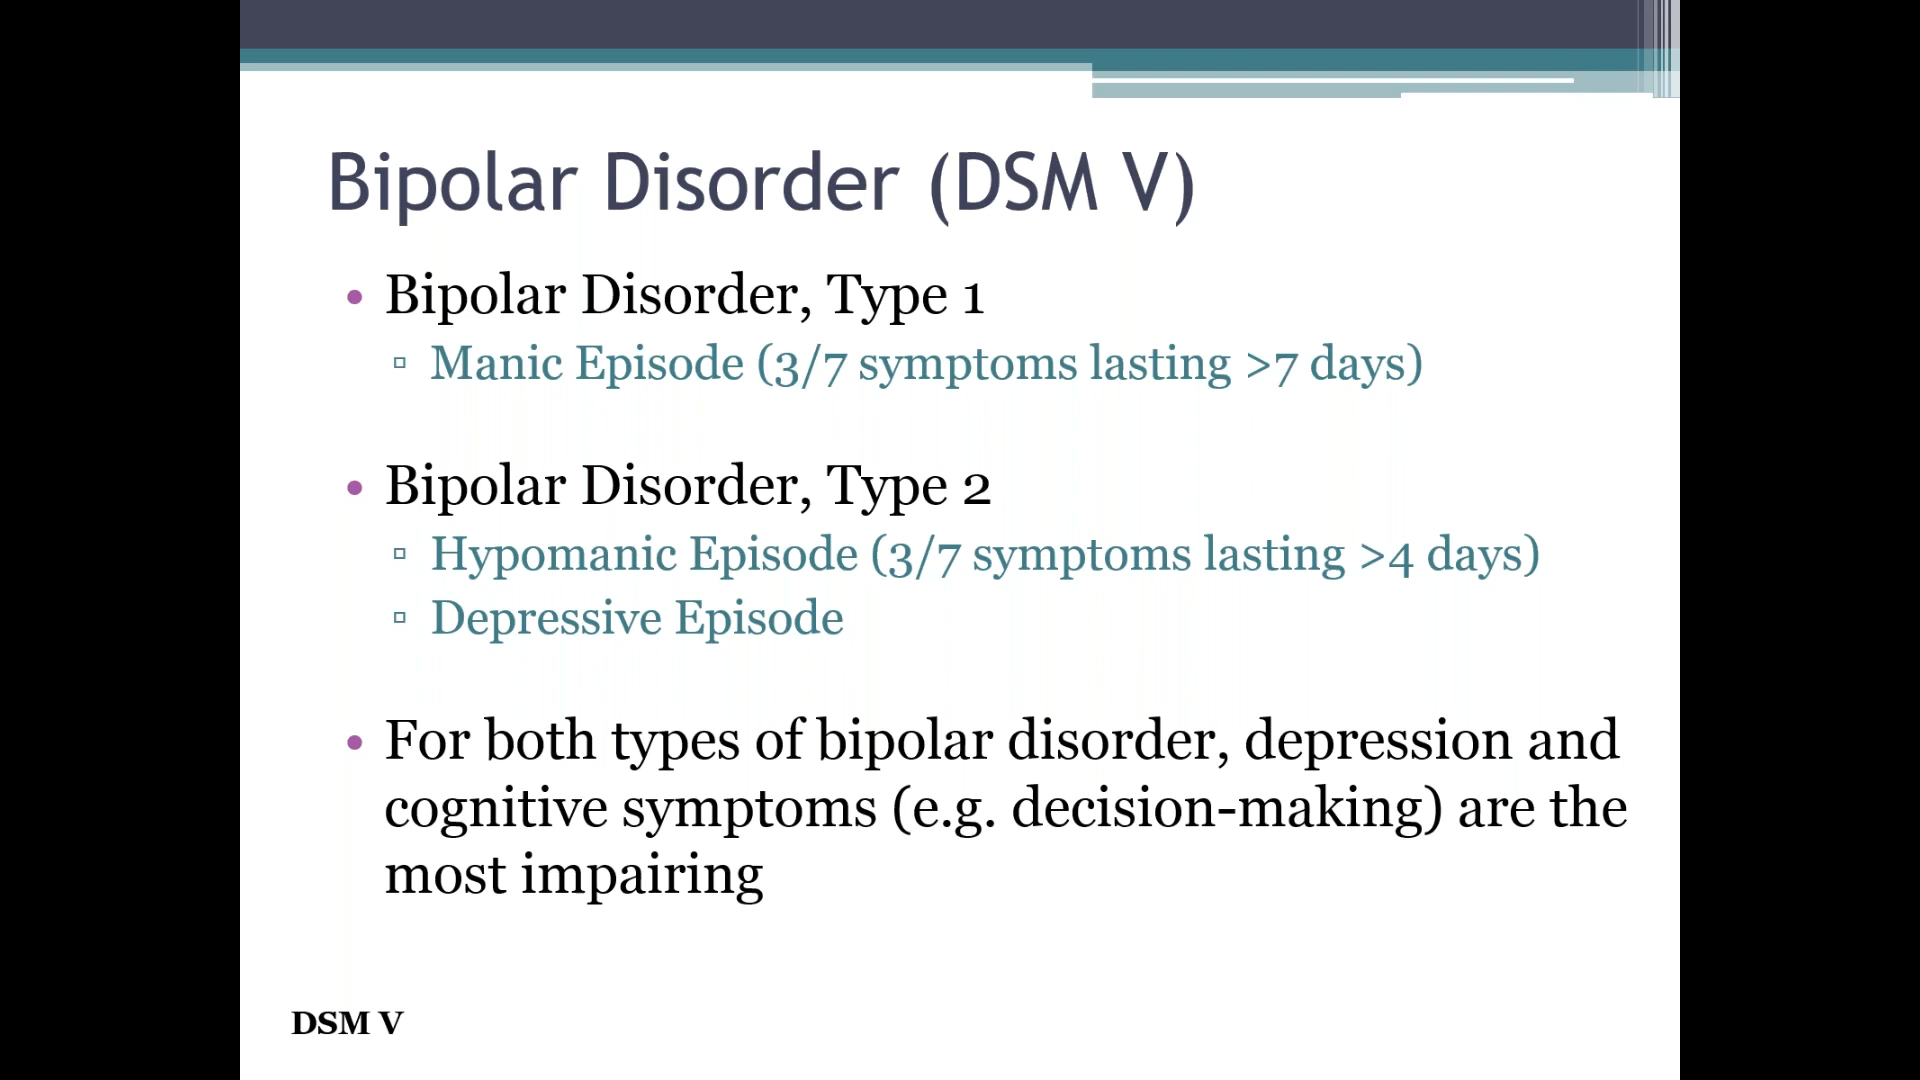 Bipolar Disorder (DSM V)
• Bipolar Disorder, Type 1
▫ Manic Episode (3/7 symptoms lasting >7 days)
• Bipolar Disorder, Type 2
▫ Hypomanic Episode (3/7 symptoms lasting >4 days)
▫ Depressive Episode
• For both types of bipolar disorder, depression and
cognitive symptoms (e.g. decision-making) are the
most impairing
DSM V